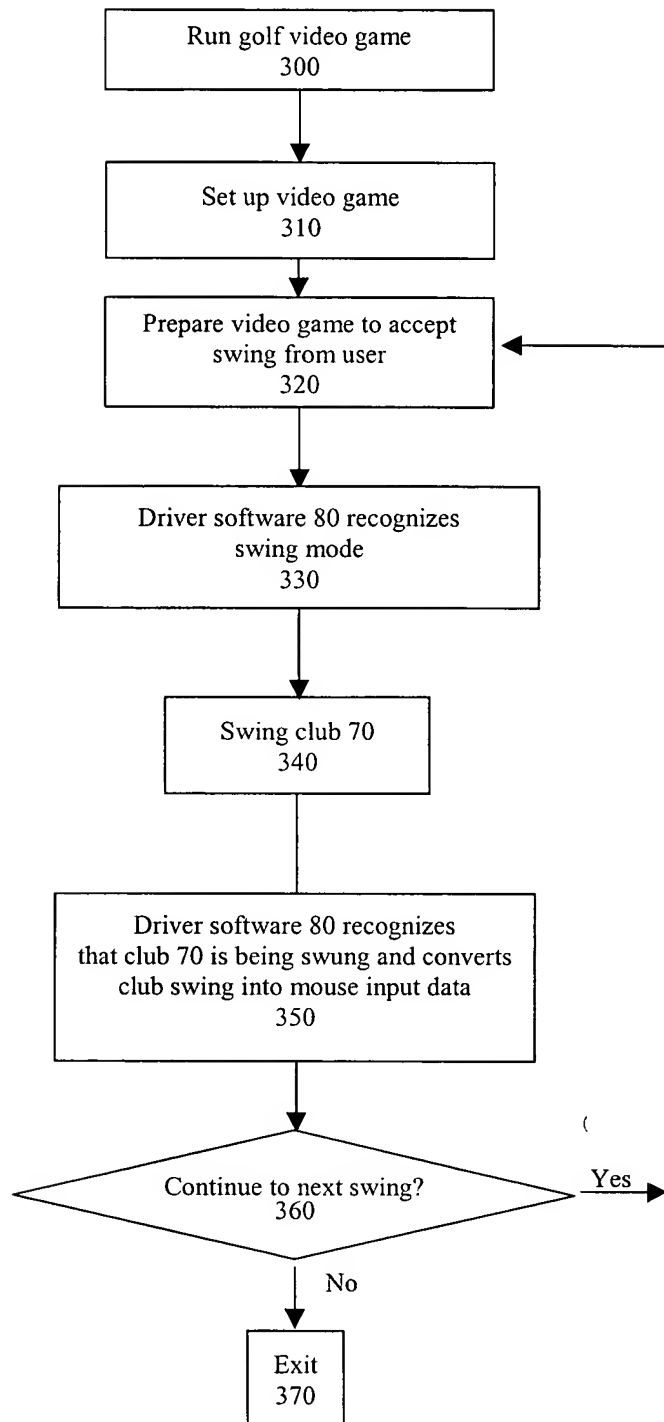 Run golf video game
300
Set up video game
310
Prepare video game to accept
swing from user
320
Driver software 80 recognizes
swing mode
330
Swing club 70
340
Driver software 80 recognizes
that club 70 is being swung and converts
club swing into mouse input data
350
Continue to next swing?
360
Yes
No
Exit
370